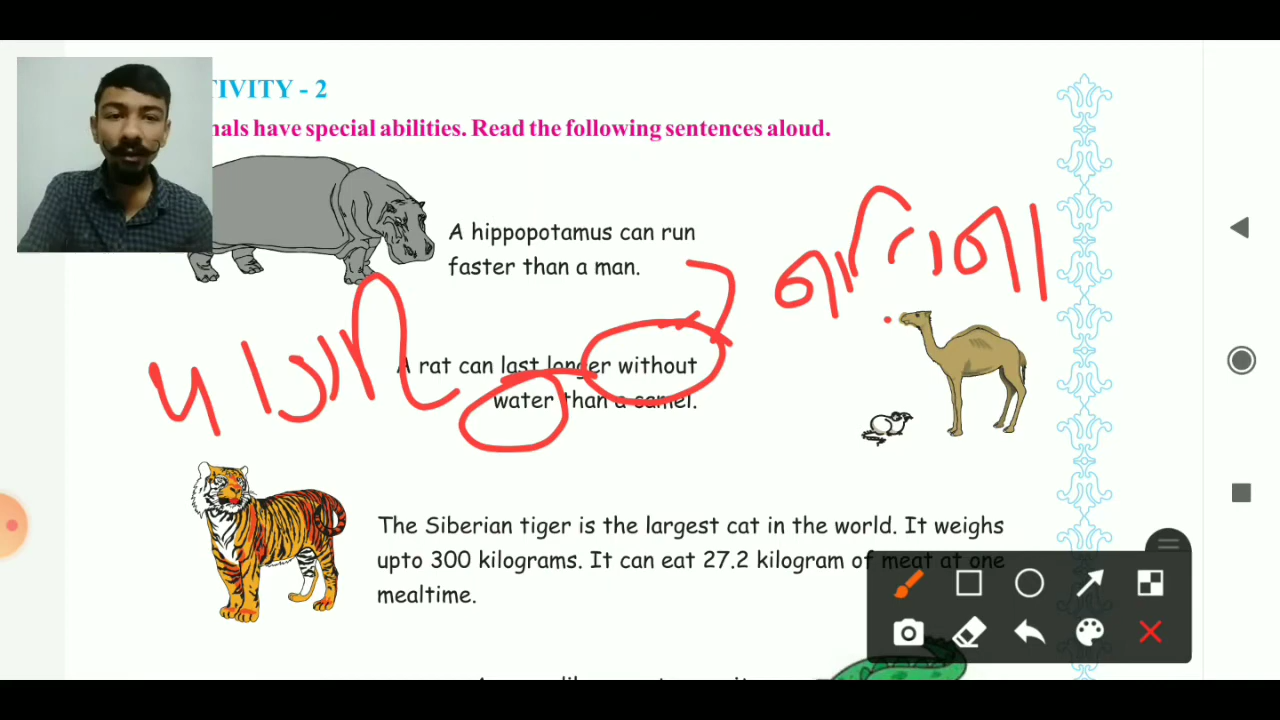 TIVITY - 2
nals have special abilities. Read the following sentences aloud.
A hippopotamus can run
faster than a man.
A rat can last longer without
water than a camel.
The Siberian tiger is the largest cat in the world. It weighs
upto 300 kilograms. It can eat 27.2 kilogram of meat at one
mealtime.